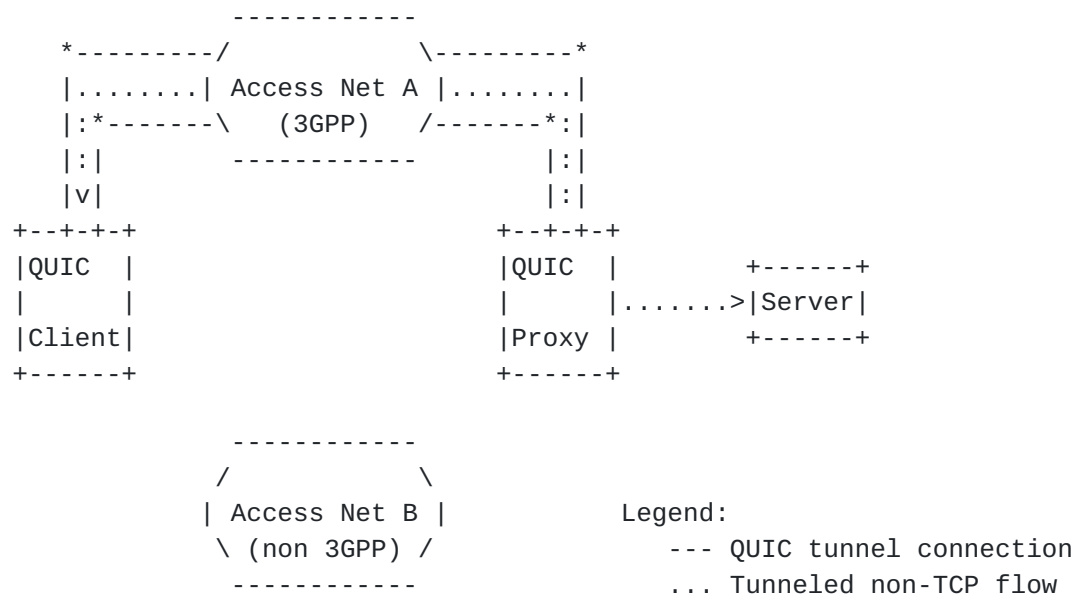 ------------
   *---------/            \---------*
   |........| Access Net A |........|
   |:*-------\   (3GPP)   /-------*:|
   |:|        ------------        |:|
   |v|                            |:|
+--+-+-+                       +--+-+-+
|QUIC  |                       |QUIC  |       +------+
|      |                       |      |.......>|Server|
|Client|                       |Proxy |       +------+
+------+                       +------+
              ------------
             /            \
            | Access Net B |            Legend:
             \ (non 3GPP) /                --- QUIC tunnel connection
              ------------                 ... Tunneled non-TCP flow